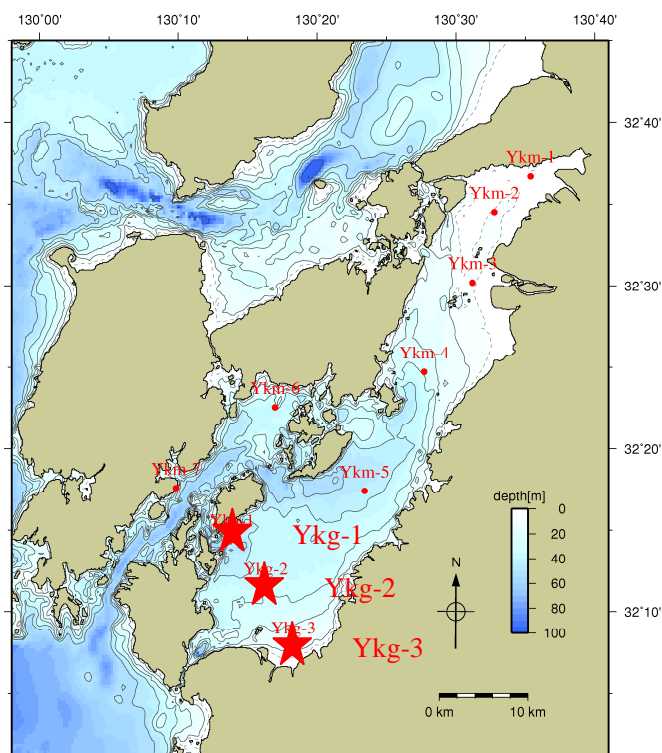 130°00'
130°10'
130°20'
130°30'
130°40'
32°40'
Ykm-1
Ykm-2
Ykm-3
32°30'
Ykm-4
Ykm-6
32°20'
Ykm-7
Ykm-5
depth[m]
0
20
40
60
80
100
Ykg-1
Ykg-2
Ykg-2
N
32°10'
Ykg-3
Ykg-3
0 km
10 km